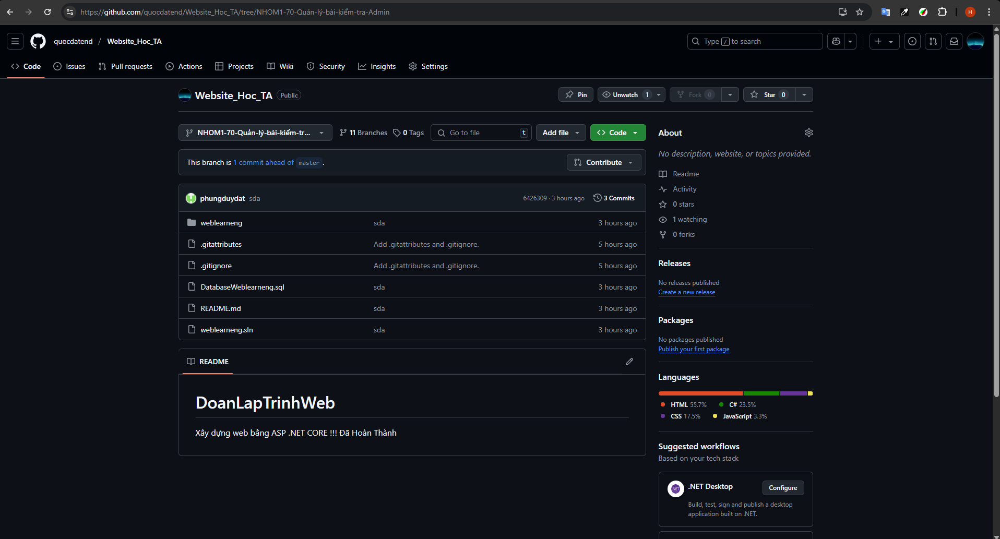 https://github.com/quocdatend/Website_Hoc_TA/tree/NHOM1-70-Quản-lý-bài-kiểm-tra-Admin
H
quocdatend / Website_Hoc_TA
Type / to search
Code Issues Pull requests Actions Projects Wiki Security Insights Settings
Website_Hoc_TA Public
Pin Unwatch 1 Fork 0 Star 0
NHOM1-70-Quản-lý-bài-kiểm-tr... 11 Branches 0 Tags Go to file t Add file Code
This branch is 1 commit ahead of master .
Contribute
phungduydat sda 6426309 · 3 hours ago 3 Commits
weblearneng sda 3 hours ago
.gitattributes Add .gitattributes and .gitignore. 5 hours ago
.gitignore Add .gitattributes and .gitignore. 5 hours ago
DatabaseWeblearneng.sql sda 3 hours ago
README.md sda 3 hours ago
weblearneng.sln sda 3 hours ago
README
DoanLapTrinhWeb
Xây dựng web bằng ASP .NET CORE !!! Đã Hoàn Thành
About
No description, website, or topics provided.
Readme
Activity
0 stars
1 watching
0 forks
Releases
No releases published
Create a new release
Packages
No packages published
Publish your first package
Languages
HTML 55.7% C# 23.5%
CSS 17.5% JavaScript 3.3%
Suggested workflows
Based on your tech stack
.NET
.NET Desktop
Configure
Build, test, sign and publish a desktop
application built on .NET.